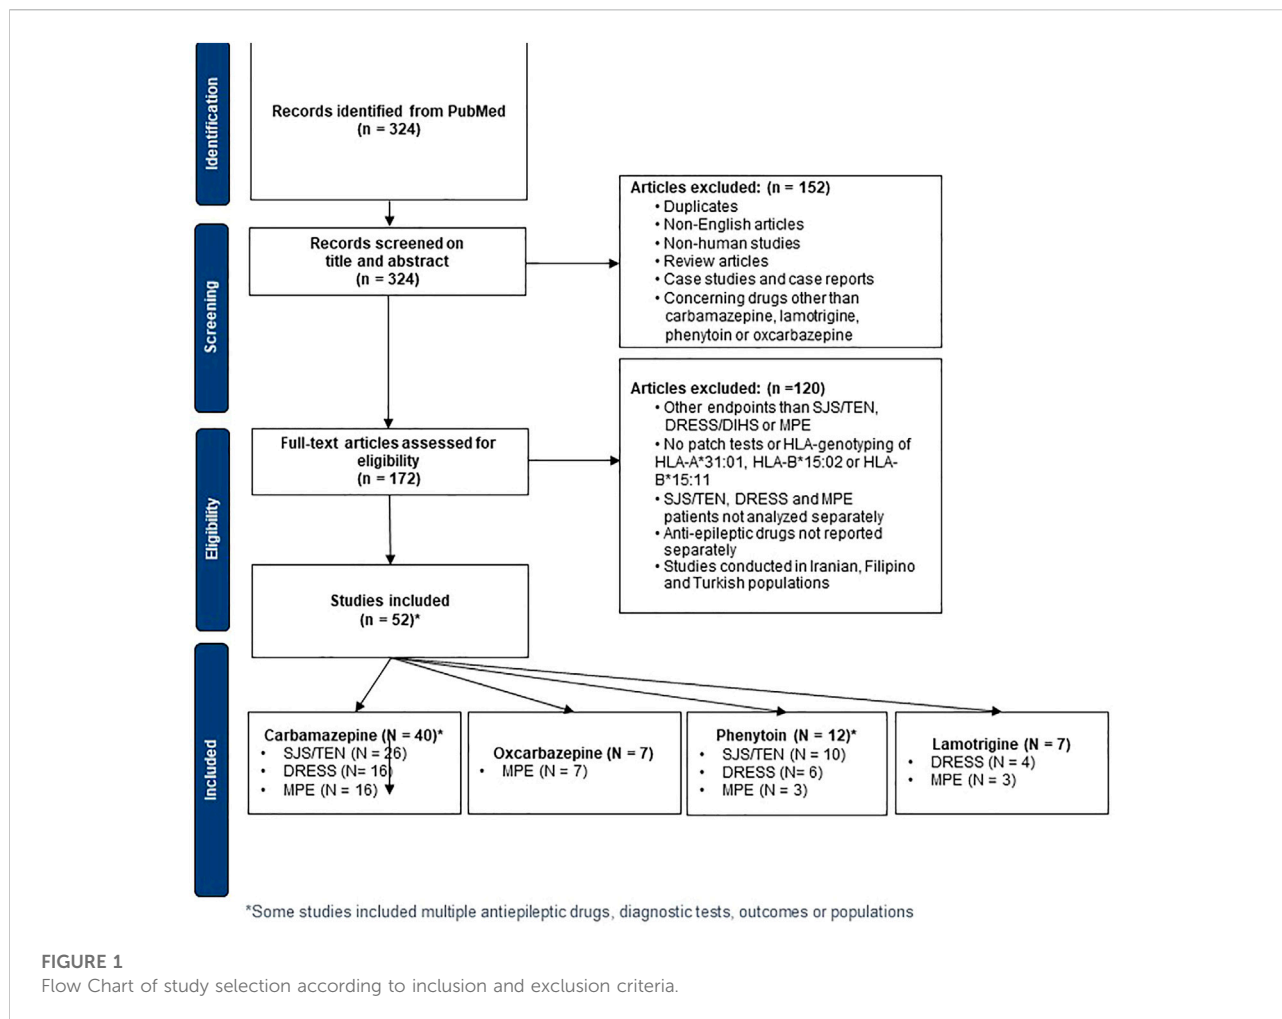 Identification
Records identified from PubMed
(n = 324)
Screening
Records screened on
title and abstract
(n = 324)
Articles excluded: (n = 152)
• Duplicates
• Non-English articles
• Non-human studies
• Review articles
• Case studies and case reports
• Concerning drugs other than
carbamazepine, lamotrigine,
phenytoin or oxcarbazepine
Eligibility
Full-text articles assessed for
eligibility
(n = 172)
Articles excluded: (n =120)
• Other endpoints than SJS/TEN,
DRESS/DIHS or MPE
• No patch tests or HLA-genotyping of
HLA-A*31:01, HLA-B*15:02 or HLA-
B*15:11
• SJS/TEN, DRESS and MPE
patients not analyzed separately
• Anti-epileptic drugs not reported
separately
• Studies conducted in Iranian, Filipino
and Turkish populations
Studies included
(n = 52)*
Included
Carbamazepine (N = 40)*
• SJS/TEN (N = 26)
• DRESS (N= 16)
• MPE (N = 16)
Oxcarbazepine (N = 7)
• MPE (N = 7)
Phenytoin (N = 12)*
• SJS/TEN (N = 10)
• DRESS (N= 6)
• MPE (N = 3)
Lamotrigine (N = 7)
• DRESS (N = 4)
• MPE (N = 3)
*Some studies included multiple antiepileptic drugs, diagnostic tests, outcomes or populations
FIGURE 1
Flow Chart of study selection according to inclusion and exclusion criteria.